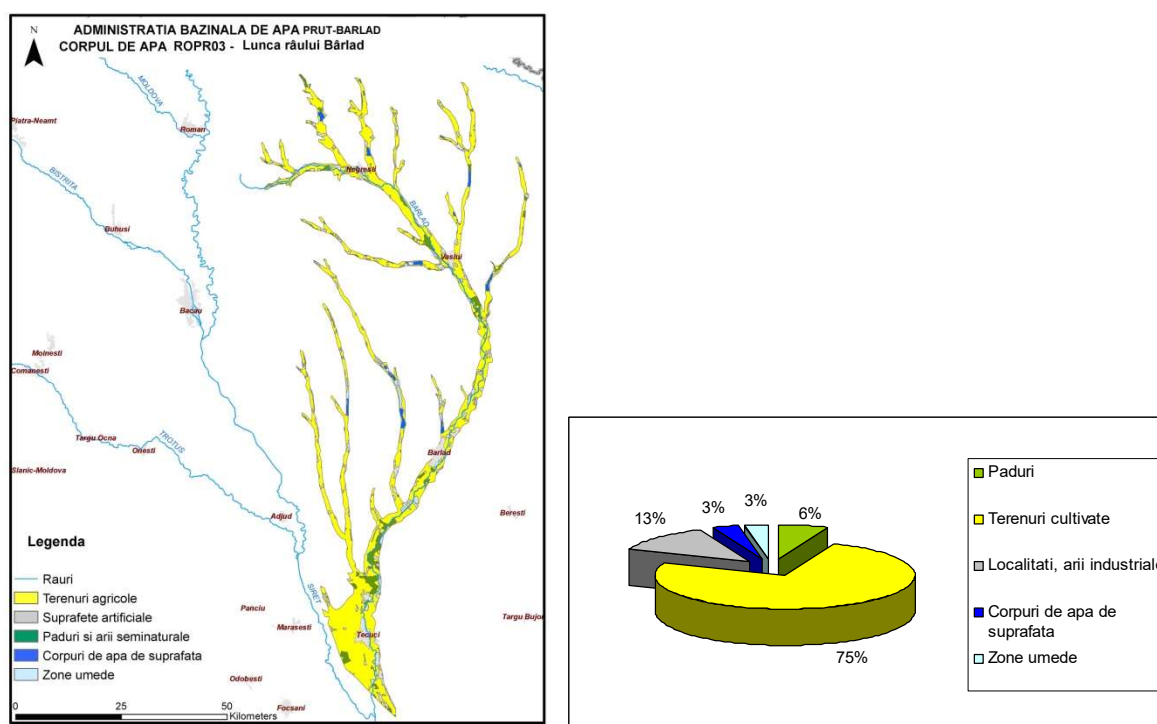 N
ADMINISTRATIA BAZINALA DE APA PRUT-BARLAD
CORPUL DE APA ROPR03 - Lunca râului Bârlad
MOLDOVA
Piatra-Neamt
Roman
Negresti
BISTRITA
BARLAD
Buhusi
Vaslui
Bacau
Moinesti
Comanesti
Targu Ocna
Onesti
TROTUS
Barlad
Slanic-Moldova
Adjud
Beresti
SIRET
Panciu
Marasesti
Tecuci
Targu Bujor
Odobesti
Focsani
Legenda
Rauri
Terenuri agricole
Suprafete artificiale
Paduri si arii seminaturale
Corpuri de apa de suprafata
Zone umede
0 25 50
Kilometers
13%
3%
3%
6%
75%
Paduri
Terenuri cultivate
Localitati, arii industriale
Corpuri de apa de
suprafata
Zone umede